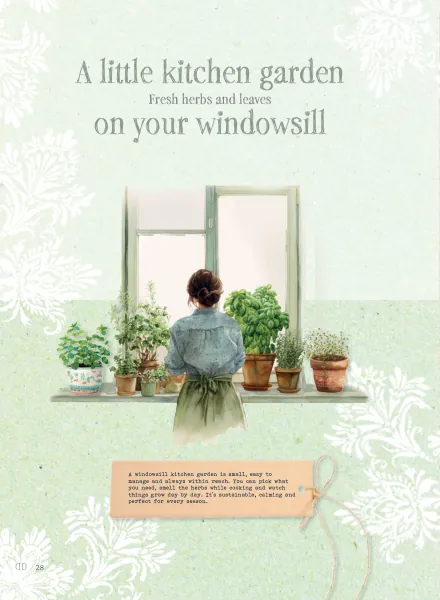 A little kitchen garden
Fresh herbs and leaves
on your windowsill
A windowsill kitchen garden is small, easy to
manage and always within reach. You can pick what
you need, smell the herbs while cooking and watch
things grow day by day. It's sustainable, calming and
perfect for every season.
28